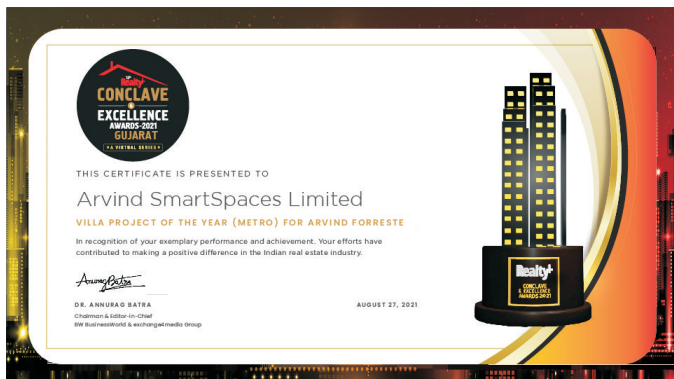 13th
Realty+
CONCLAVE
&
EXCELLENCE
AWARDS-2021
GUJARAT
• A VIRTUAL SERIES •
THIS CERTIFICATE IS PRESENTED TO
Arvind SmartSpaces Limited
VILLA PROJECT OF THE YEAR (METRO) FOR ARVIND FORRESTE
In recognition of your exemplary performance and achievement. Your efforts have
contributed to making a positive difference in the Indian real estate industry.
Anurag Batra
DR. ANNURAG BATRA
Chairman & Editor-in-Chief
BW BusinessWorld & exchange4media Group
AUGUST 27, 2021
Realty+
CONCLAVE
& EXCELLENCE
AWARDS 2021